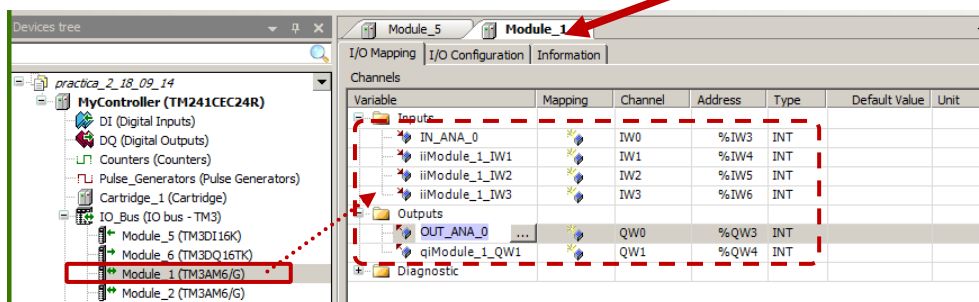 Devices tree
practica_2_18_09_14
MyController (TM241CEC24R)
DI (Digital Inputs)
DQ (Digital Outputs)
Counters (Counters)
Pulse_Generators (Pulse Generators)
Cartridge_1 (Cartridge)
IO_Bus (IO bus - TM3)
Module_5 (TM3DI16K)
Module_6 (TM3DQ16TK)
Module_1 (TM3AM6/G)
Module_2 (TM3AM6/G)
Module_5 Module_1
I/O Mapping I/O Configuration Information
Channels
Variable Mapping Channel Address Type Default Value Unit
Inputs
IN_ANA_0 IW0 %IW3 INT
iiModule_1_IW1 IW1 %IW4 INT
iiModule_1_IW2 IW2 %IW5 INT
iiModule_1_IW3 IW3 %IW6 INT
Outputs
OUT_ANA_0 ... QW0 %QW3 INT
qiModule_1_QW1 QW1 %QW4 INT
Diagnostic